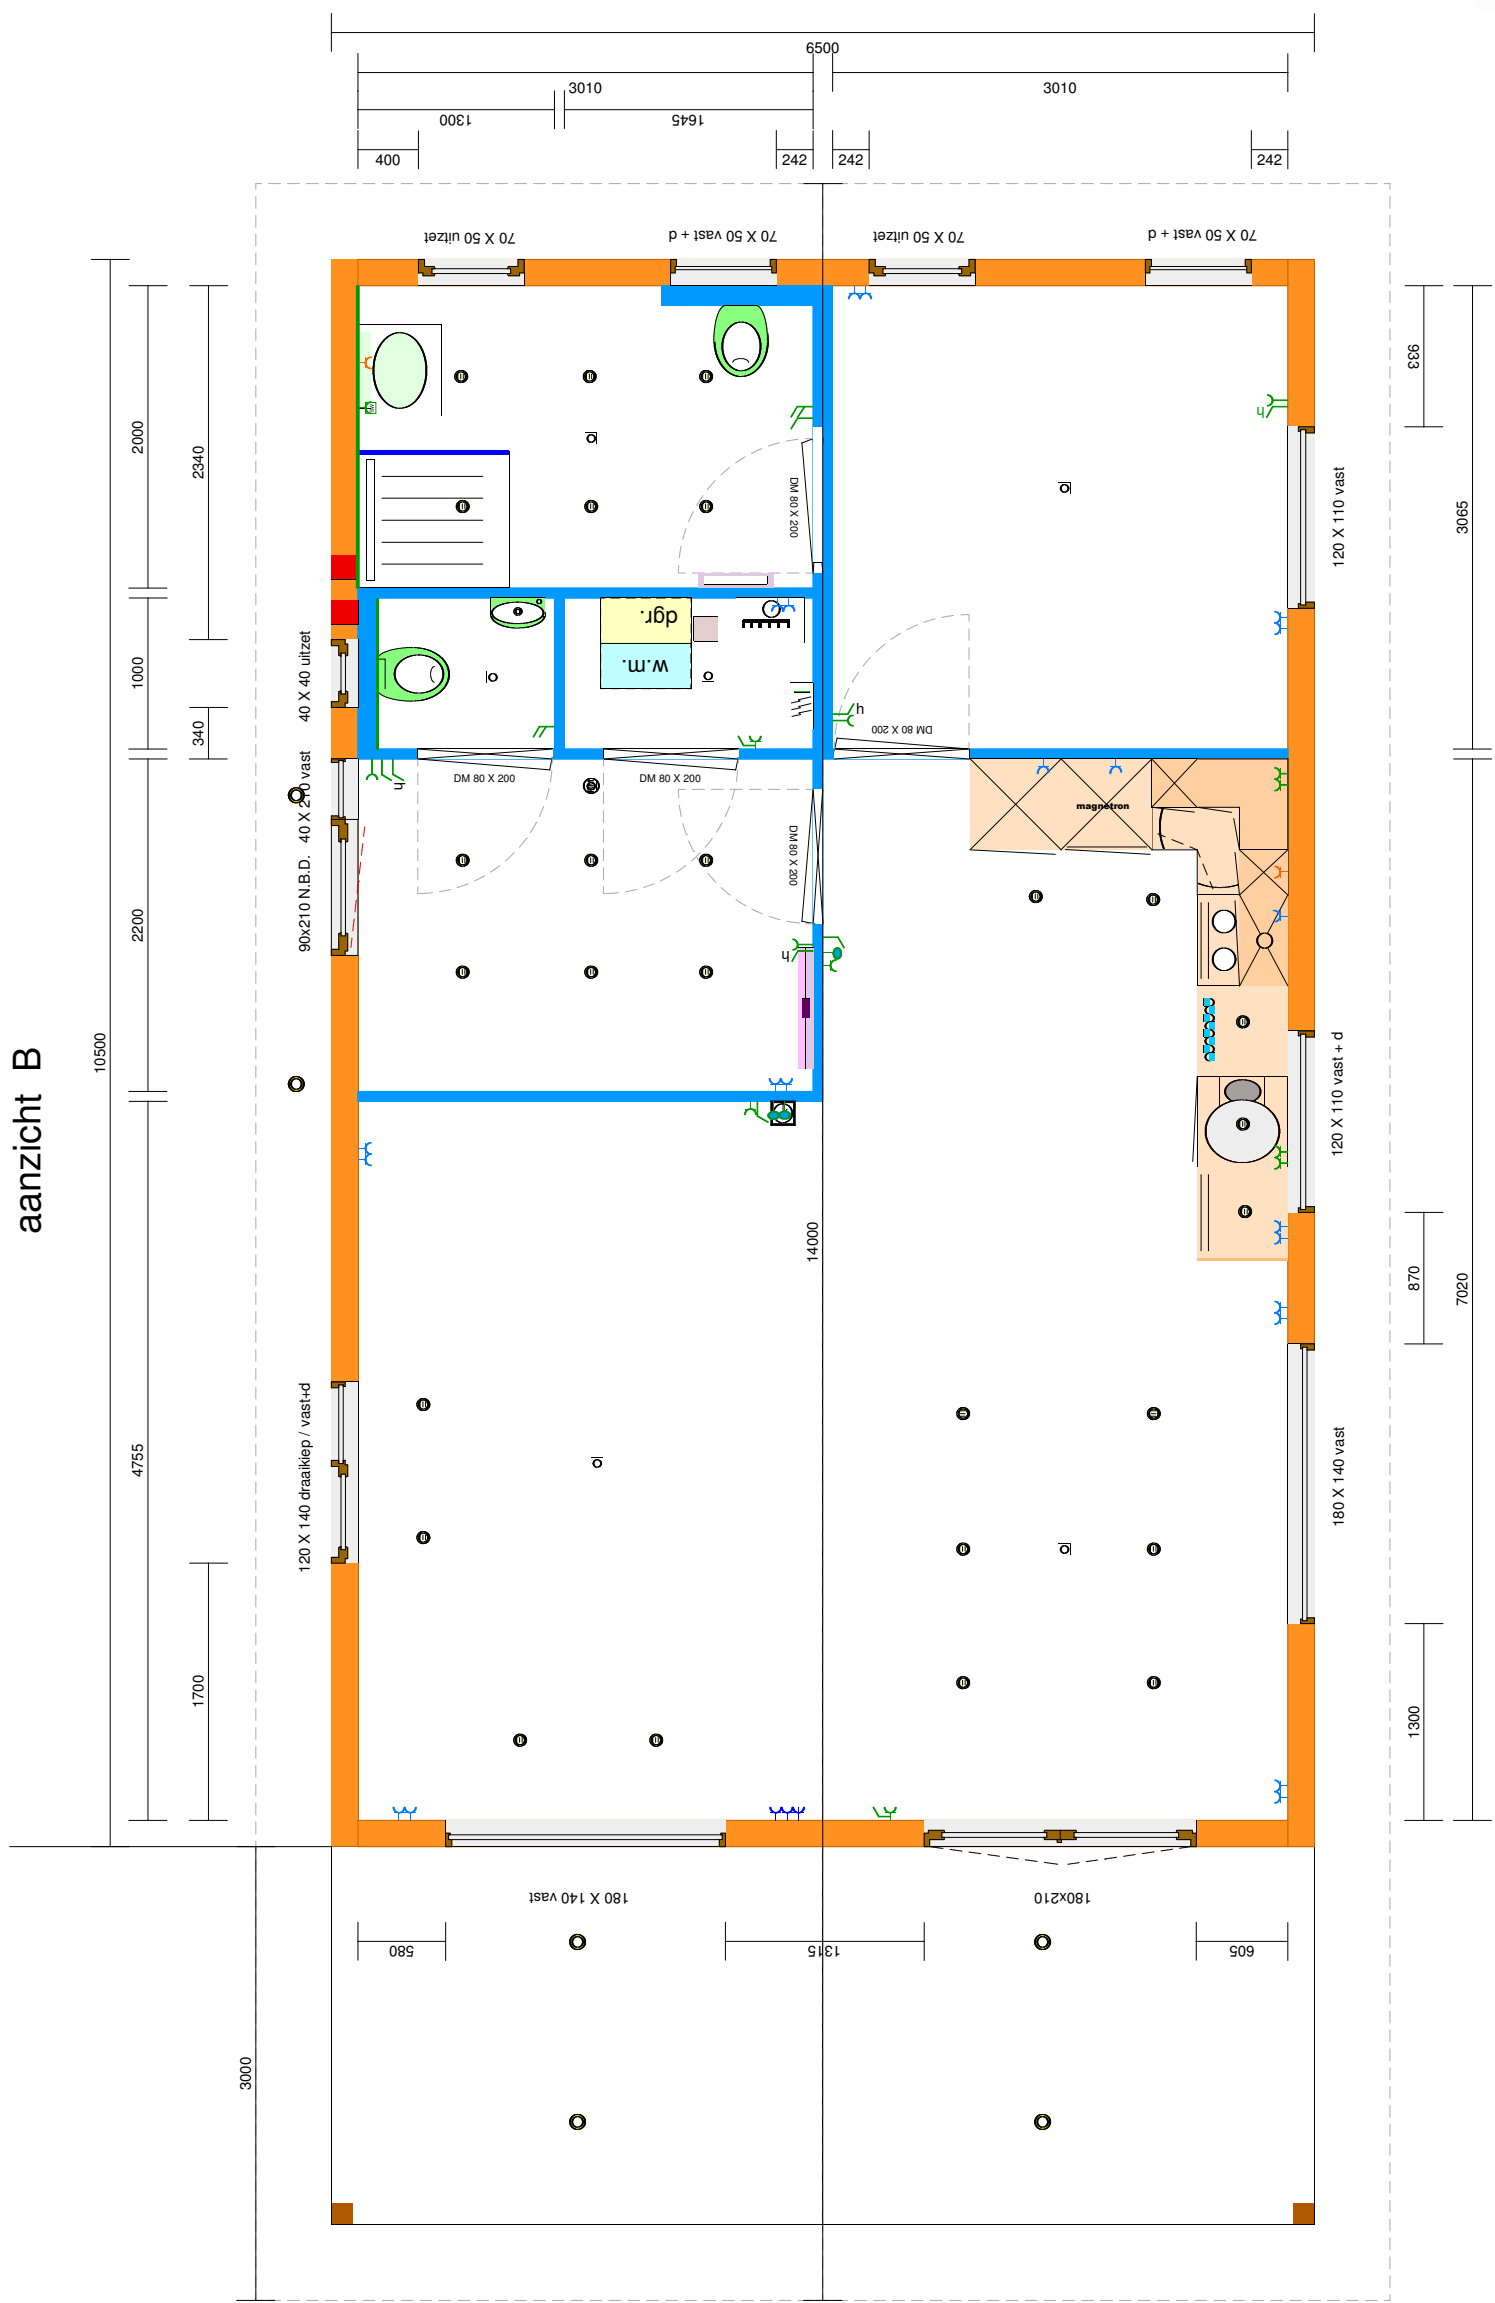 6500
3010
3010
1300
1645
400
242
242
242
70 X 50 uitzet
70 X 50 vast + d
70 X 50 uitzet
70 X 50 vast + d
2000
2340
933
3065
DM 80 X 200
120 X 110 vast
h
dgr.
w.m.
1000
340
40 X 40 uitzet
h
DM 80 X 200
DM 80 X 200
DM 80 X 200
h
magnetron
40 X 210 vast
90x210 N.B.D.
DM 80 X 200
2200
h
10500
aanzicht B
120 X 110 vast + d
14000
870
7020
4755
120 X 140 draaikiep / vast+d
180 X 140 vast
1700
1300
180 X 140 vast
180x210
580
1315
605
3000